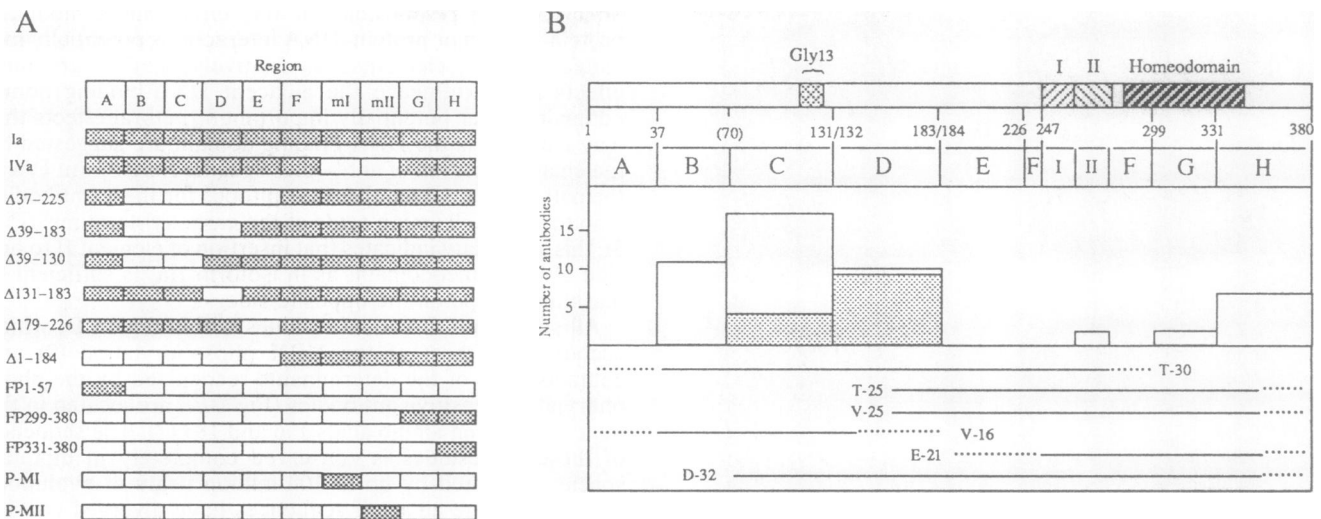 A
Region
A B C D E F mI mII G H
Ia
IVa
Δ37–225
Δ39–183
Δ39–130
Δ131–183
Δ179–226
Δ1–184
FP1-57
FP299-380
FP331-380
P-MI
P-MII
B
Gly13
I II Homeodomain
1 37 (70) 131/132 183/184 226 247 299 331 380
A B C D E F I II F G H
Number of antibodies
15
10
5
T-30
T-25
V-25
V-16
E-21
D-32